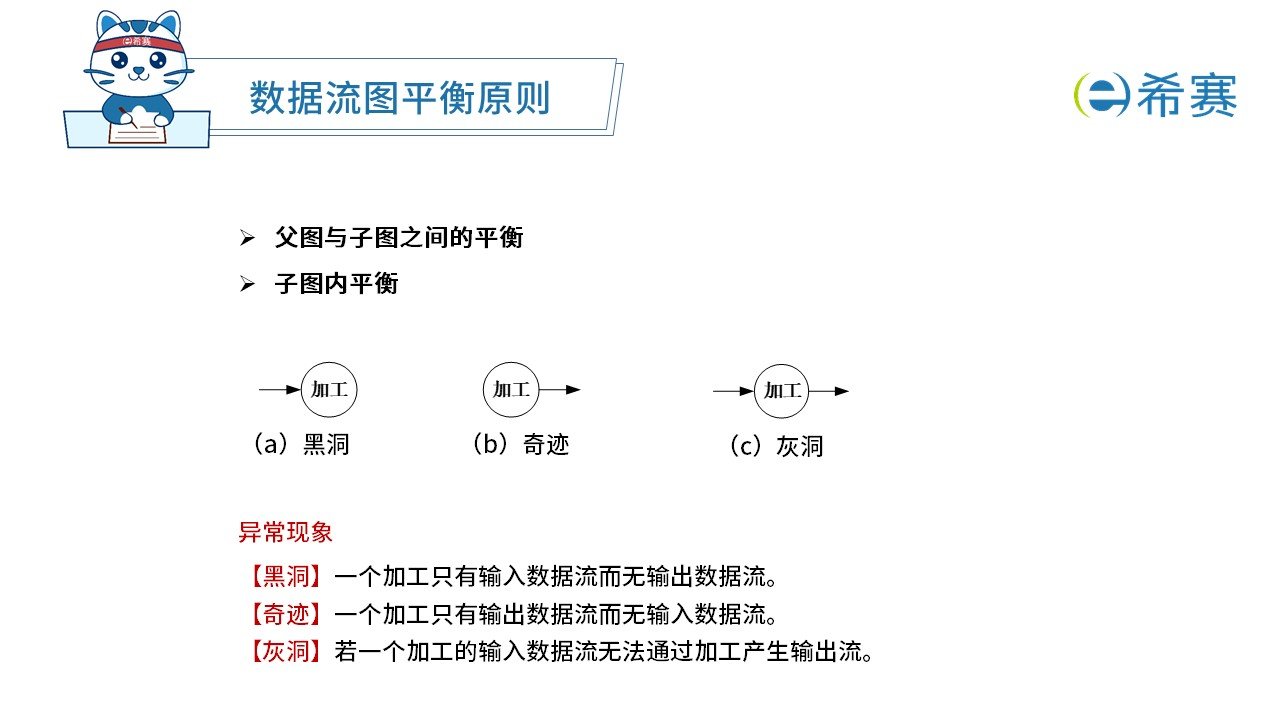 希赛
数据流图平衡原则
希赛
➢ 父图与子图之间的平衡
➢ 子图内平衡
加工
加工
加工
（a）黑洞
（b）奇迹
（c）灰洞
异常现象
【黑洞】一个加工只有输入数据流而无输出数据流。
【奇迹】一个加工只有输出数据流而无输入数据流。
【灰洞】若一个加工的输入数据流无法通过加工产生输出流。